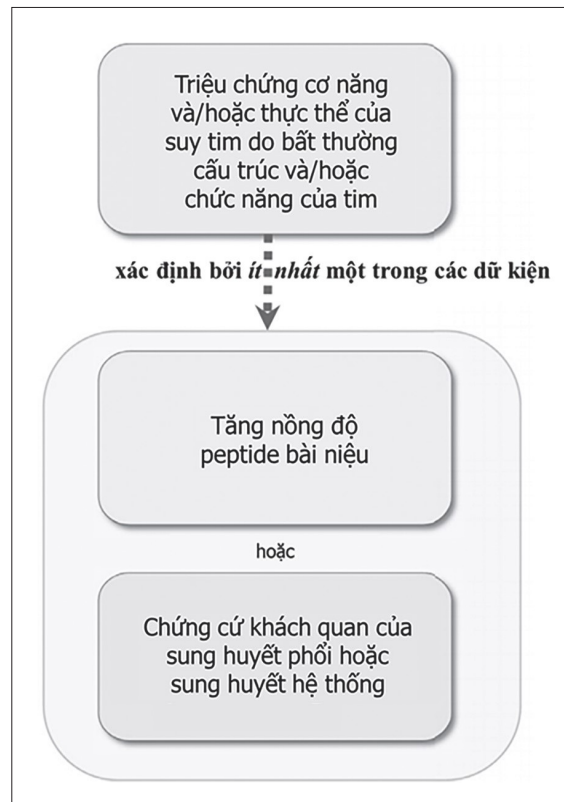 Triệu chứng cơ năng
và/hoặc thực thể của
suy tim do bất thường
cấu trúc và/hoặc
chức năng của tim
xác định bởi ít nhất một trong các dữ kiện
Tăng nồng độ
peptide bài niệu
hoặc
Chứng cứ khách quan của
sung huyết phổi hoặc
sung huyết hệ thống